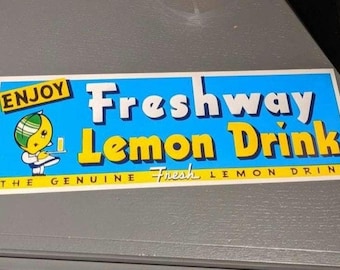 ENJOY
Freshway
Lemon Drink
THE GENUINE Fresh LEMON DRIN